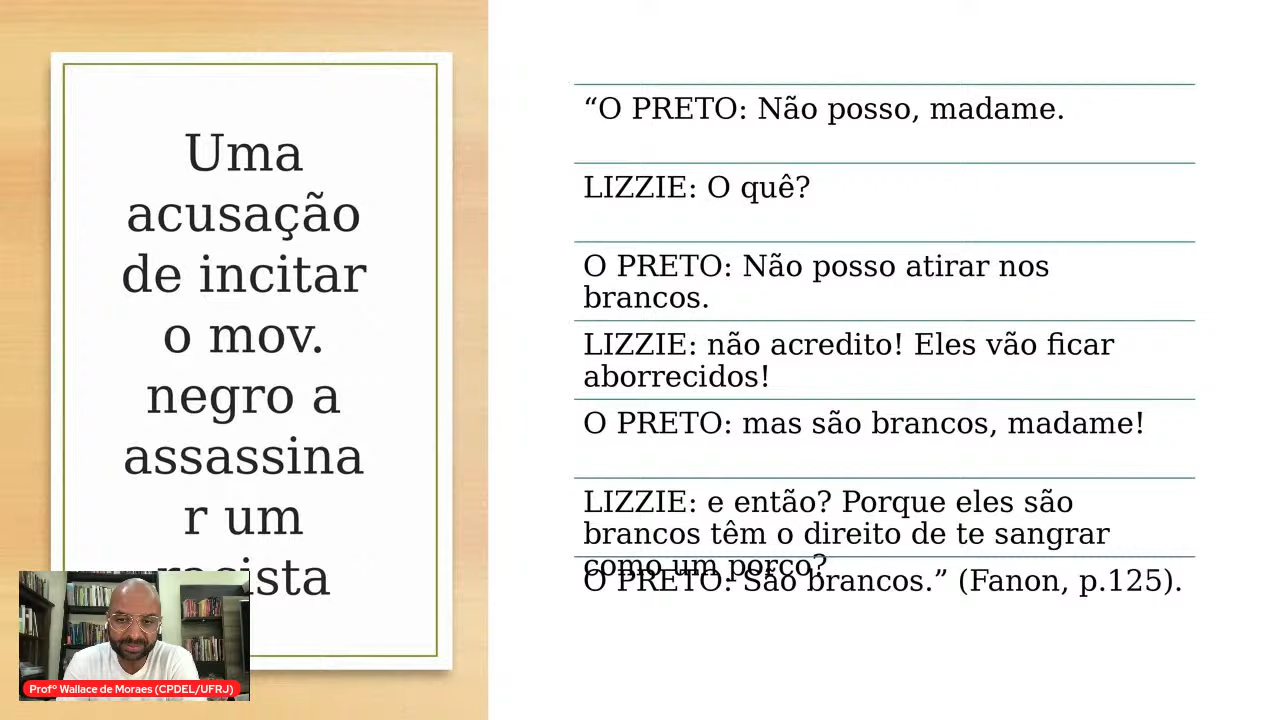 Uma
acusação
de incitar
o mov.
negro a
assassina
r um
racista
“O PRETO: Não posso, madame.
LIZZIE: O quê?
O PRETO: Não posso atirar nos
brancos.
LIZZIE: não acredito! Eles vão ficar
aborrecidos!
O PRETO: mas são brancos, madame!
LIZZIE: e então? Porque eles são
brancos têm o direito de te sangrar
como um porco?
O PRETO: São brancos.” (Fanon, p.125).
Profº Wallace de Moraes (CPDEL/UFRJ)